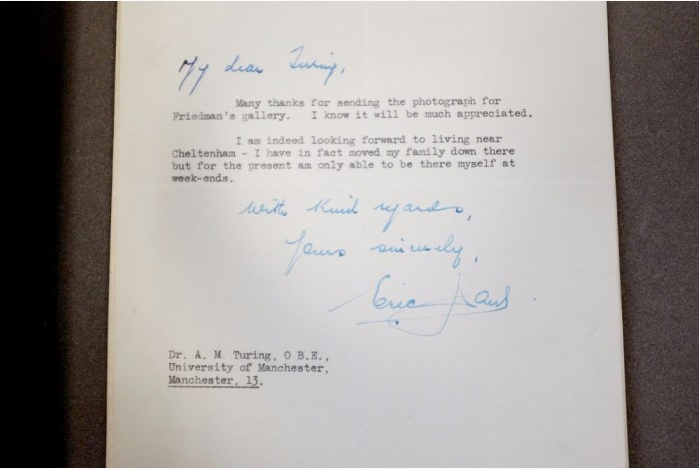 My dear Turing,
Many thanks for sending the photograph for
Friedman's gallery. I know it will be much appreciated.
I am indeed looking forward to living near
Cheltenham - I have in fact moved my family down there
but for the present am only able to be there myself at
week-ends.
With kind regards,
Yours sincerely,
Eric
Dr. A. M. Turing, O B.E.,
University of Manchester,
Manchester, 13.